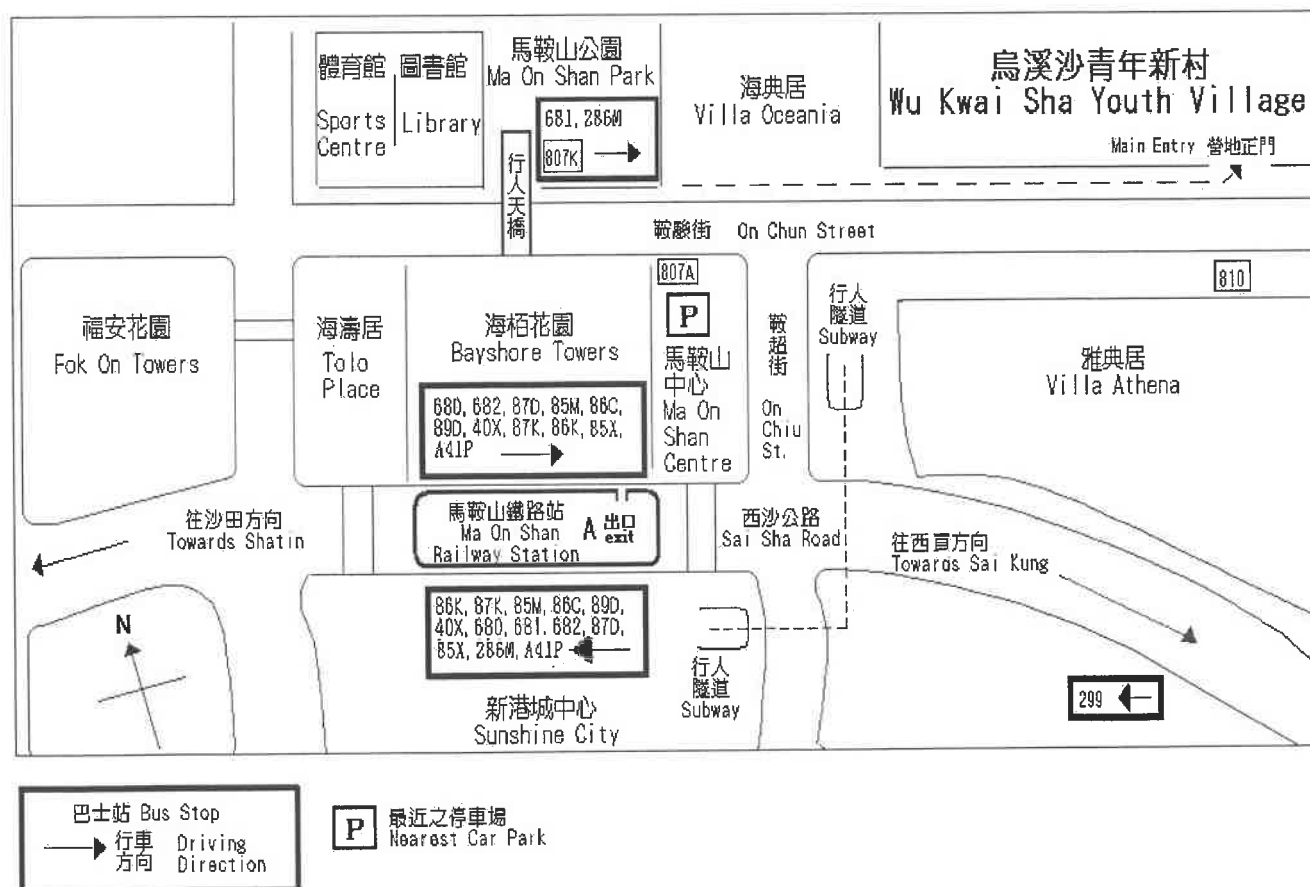 體育館
圖書館
Sports
Centre
Library
馬鞍山公園
Ma On Shan Park
681, 286M
807K
海典居
Villa Oceania
烏溪沙青年新村
Wu Kwai Sha Youth Village
Main Entry 營地正門
行人天橋
鞍駿街 On Chun Street
福安花園
Fok On Towers
海濤居
Tolo
Place
海栢花園
Bayshore Towers
680, 682, 87D, 85M, 86C,
89D, 40X, 87K, 86K, 85X,
A41P
807A
P
馬鞍山
中心
Ma On
Shan
Centre
鞍超街
On
Chiu
St.
行人
隧道
Subway
810
雅典居
Villa Athena
往沙田方向
Towards Shatin
馬鞍山鐵路站
Ma On Shan
Railway Station
A 出口
exit
西沙公路
Sai Sha Road
往西貢方向
Towards Sai Kung
N
86K, 87K, 85M, 86C, 89D,
40X, 680, 681. 682, 87D,
85X, 286M, A41P
行人
隧道
Subway
新港城中心
Sunshine City
299
巴士站 Bus Stop
行車 Driving
方向 Direction
P
最近之停車場
Nearest Car Park